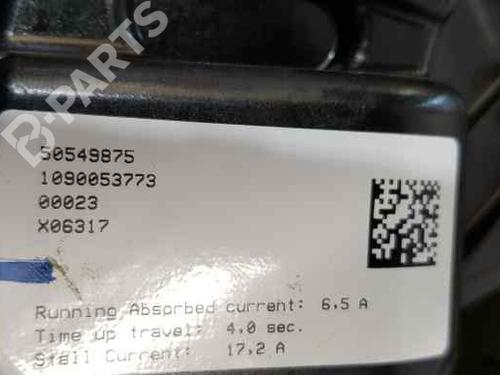 B-PARTS
50549875
1090053773
00023
X06317
Running Absorbed current: 6,5 A
Time up travel: 4,0 sec.
Stall Current: 17,2 A